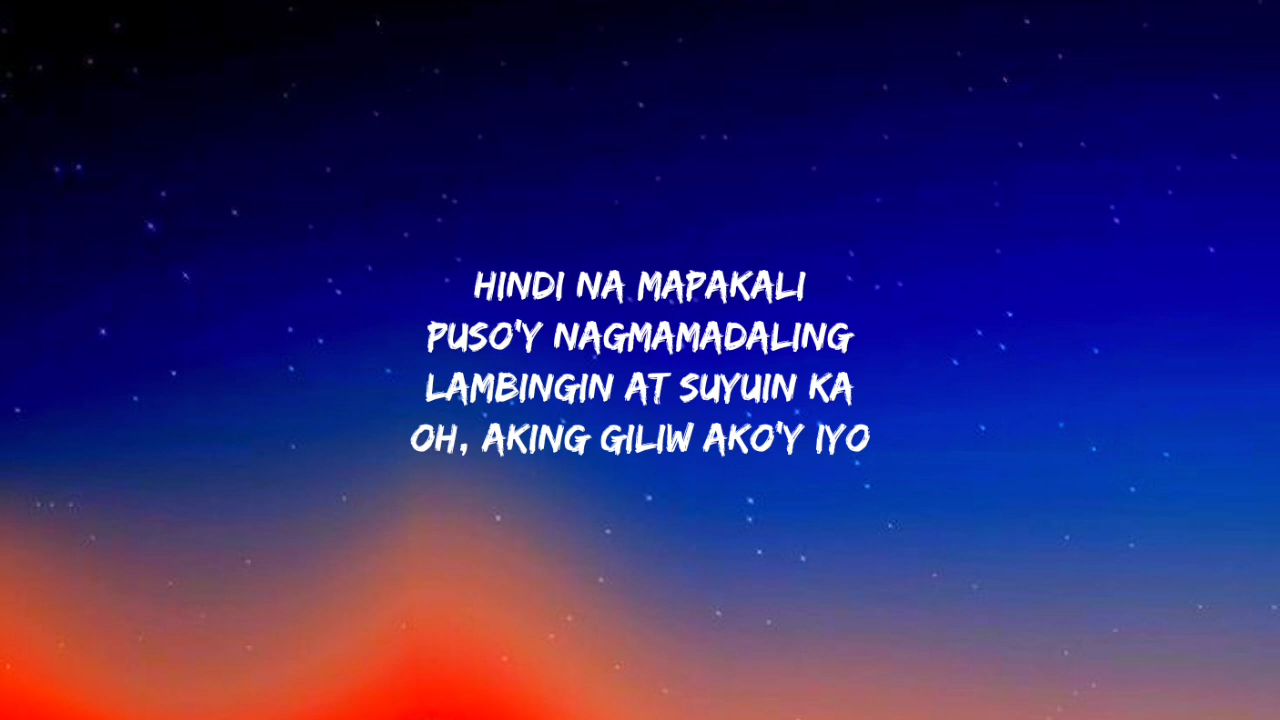 HINDI NA MAPAKALI
PUSO'Y NAGMAMADALING
LAMBINGIN AT SUYUIN KA
OH, AKING GILIW AKO'Y IYO